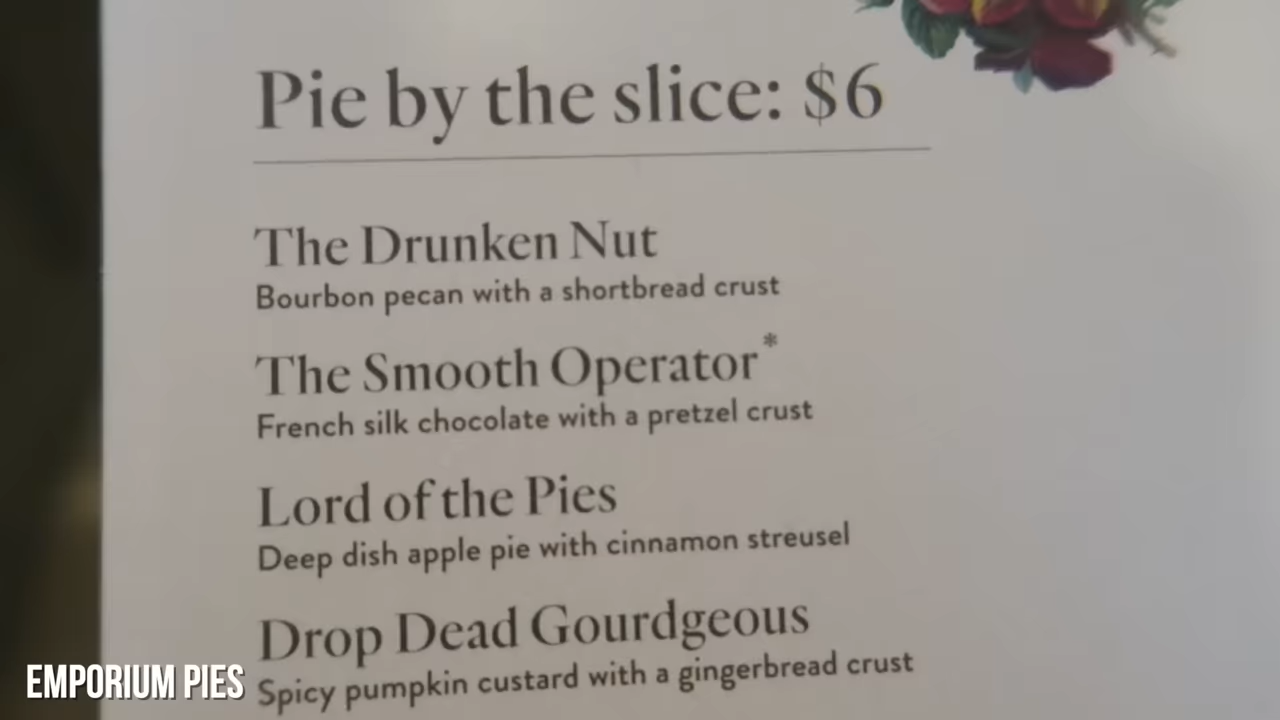 Pie by the slice: $6
The Drunken Nut
Bourbon pecan with a shortbread crust
The Smooth Operator*
French silk chocolate with a pretzel crust
Lord of the Pies
Deep dish apple pie with cinnamon streusel
Drop Dead Gourdgeous
Spicy pumpkin custard with a gingerbread crust
EMPORIUM PIES